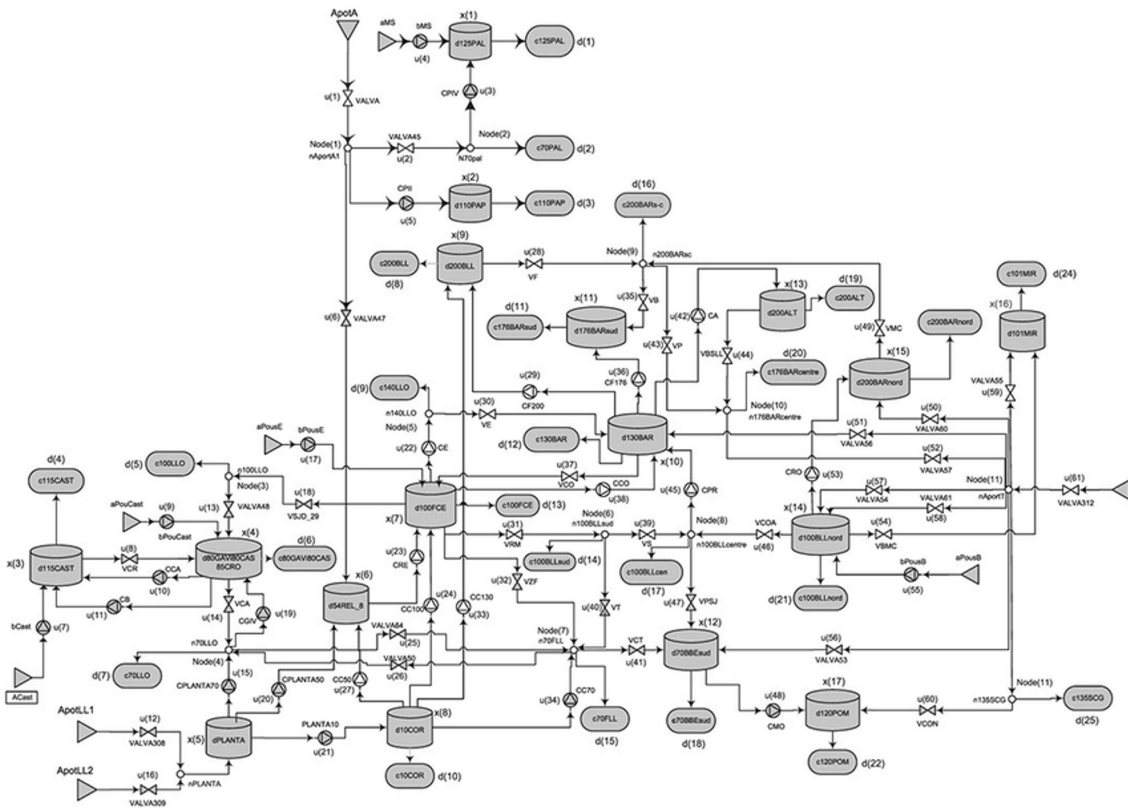 ApotA
aMS
bMS
u(4)
x(1)
d125PAL
c125PAL
d(1)
CPIV
u(3)
u(1)
VALVA
Node(1)
nAportA1
VALVA45
u(2)
Node(2)
N70pal
c70PAL
d(2)
CPII
u(5)
x(2)
d110PAP
c110PAP
d(3)
d(16)
c200BARs-c
x(9)
d200BLL
c200BLL
d(8)
u(28)
VF
Node(9)
n200BARsc
u(35)
VB
x(11)
d176BARsud
d(11)
c176BARsud
u(42)
CA
x(13)
d200ALT
d(19)
c200ALT
u(43)
VP
VBSLL
u(44)
d(20)
c176BARcentre
Node(10)
n176BARcentre
u(49)
VMC
x(15)
d200BARnord
c200BARnord
c101MIR
d(24)
x(16)
d101MIR
VALVA55
u(59)
u(6)
VALVA47
u(29)
CF200
u(36)
CF176
d(9)
c140LLO
n140LLO
Node(5)
u(30)
VE
u(22)
CE
d(12)
c130BAR
d130BAR
x(10)
u(50)
VALVA60
u(51)
VALVA56
u(52)
VALVA57
aPousE
bPousE
u(17)
u(37)
VCO
CCO
u(38)
u(45)
CPR
CRO
u(53)
u(57)
VALVA54
VALVA61
u(58)
Node(11)
nAportT
u(61)
VALVA312
d(4)
c115CAST
d(5)
c100LLO
n100LLO
Node(3)
u(18)
VSJD_29
d100FCE
x(7)
c100FCE
d(13)
u(13)
VALVA48
aPouCast
u(9)
bPouCast
x(4)
d80GAVi80CAS
85CRO
d(6)
c80GAVi80CAS
x(3)
d115CAST
u(8)
VCR
CCA
u(10)
CB
u(11)
bCast
u(7)
ACast
VCA
u(14)
u(19)
CGIV
u(23)
CRE
u(31)
VRM
Node(6)
n100BLLsud
c100BLLsud
d(14)
u(39)
VS
Node(8)
n100BLLcentre
c100BLLcen
d(17)
VCOA
u(46)
x(14)
d100BLLnord
u(54)
VBMC
bPousB
u(55)
aPousB
d(21)
c100BLLnord
x(6)
d54REL_8
CC100
u(24)
CC130
u(33)
u(32)
VZF
u(40)
VT
u(47)
VPSJ
n70LLO
Node(4)
c70LLO
d(7)
VALVA64
u(25)
VALVA50
u(26)
Node(7)
n70FLL
VCT
u(41)
x(12)
d70BBEsud
c70BBEsud
d(18)
u(56)
VALVA53
u(15)
CPLANTA70
u(20)
CPLANTA50
CC50
u(27)
u(34)
CC70
c70FLL
d(15)
ApotLL1
u(12)
VALVA308
ApotLL2
u(16)
VALVA309
nPLANTA
x(5)
dPLANTA
PLANTA10
u(21)
x(8)
d10COR
c10COR
d(10)
u(48)
CMO
x(17)
d120POM
c120POM
d(22)
u(60)
VCON
Node(11)
n135SCG
c135SCG
d(25)